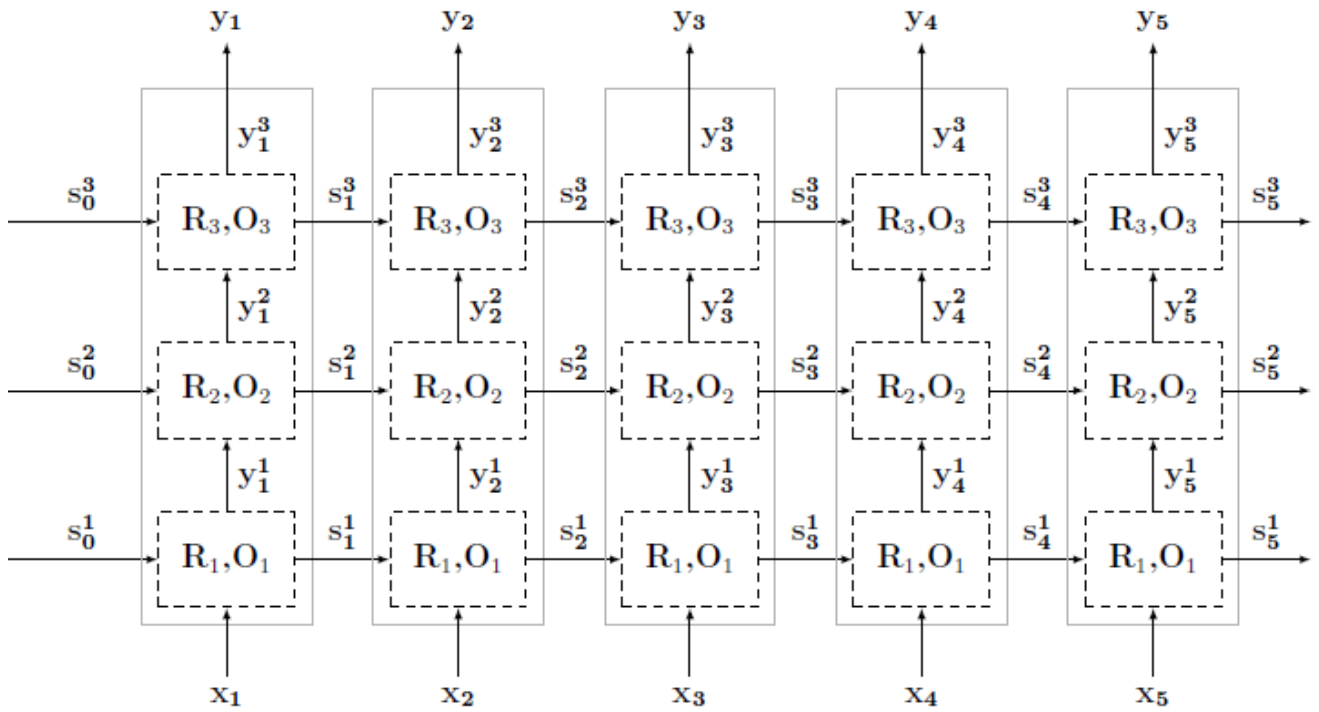 y₁ y₂ y₃ y₄ y₅
y₁³ y₂³ y₃³ y₄³ y₅³
s₀³ s₁³ s₂³ s₃³ s₄³ s₅³
R₃,O₃ R₃,O₃ R₃,O₃ R₃,O₃ R₃,O₃
y₁² y₂² y₃² y₄² y₅²
s₀² s₁² s₂² s₃² s₄² s₅²
R₂,O₂ R₂,O₂ R₂,O₂ R₂,O₂ R₂,O₂
y₁¹ y₂¹ y₃¹ y₄¹ y₅¹
s₀¹ s₁¹ s₂¹ s₃¹ s₄¹ s₅¹
R₁,O₁ R₁,O₁ R₁,O₁ R₁,O₁ R₁,O₁
x₁ x₂ x₃ x₄ x₅